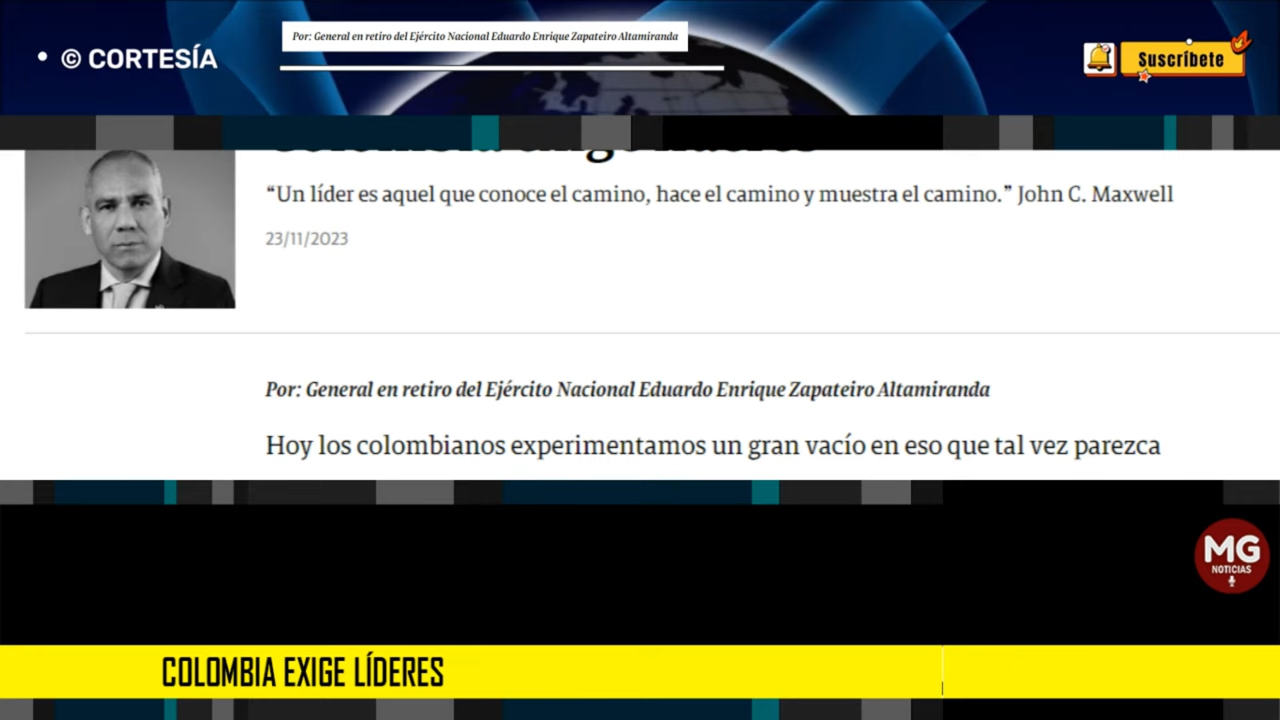 Por: General en retiro del Ejército Nacional Eduardo Enrique Zapateiro Altamiranda
• © CORTESÍA
Suscríbete
Colombia exige líderes
“Un líder es aquel que conoce el camino, hace el camino y muestra el camino.” John C. Maxwell
23/11/2023
Por: General en retiro del Ejército Nacional Eduardo Enrique Zapateiro Altamiranda
Hoy los colombianos experimentamos un gran vacío en eso que tal vez parezca
MG
NOTICIAS
COLOMBIA EXIGE LÍDERES